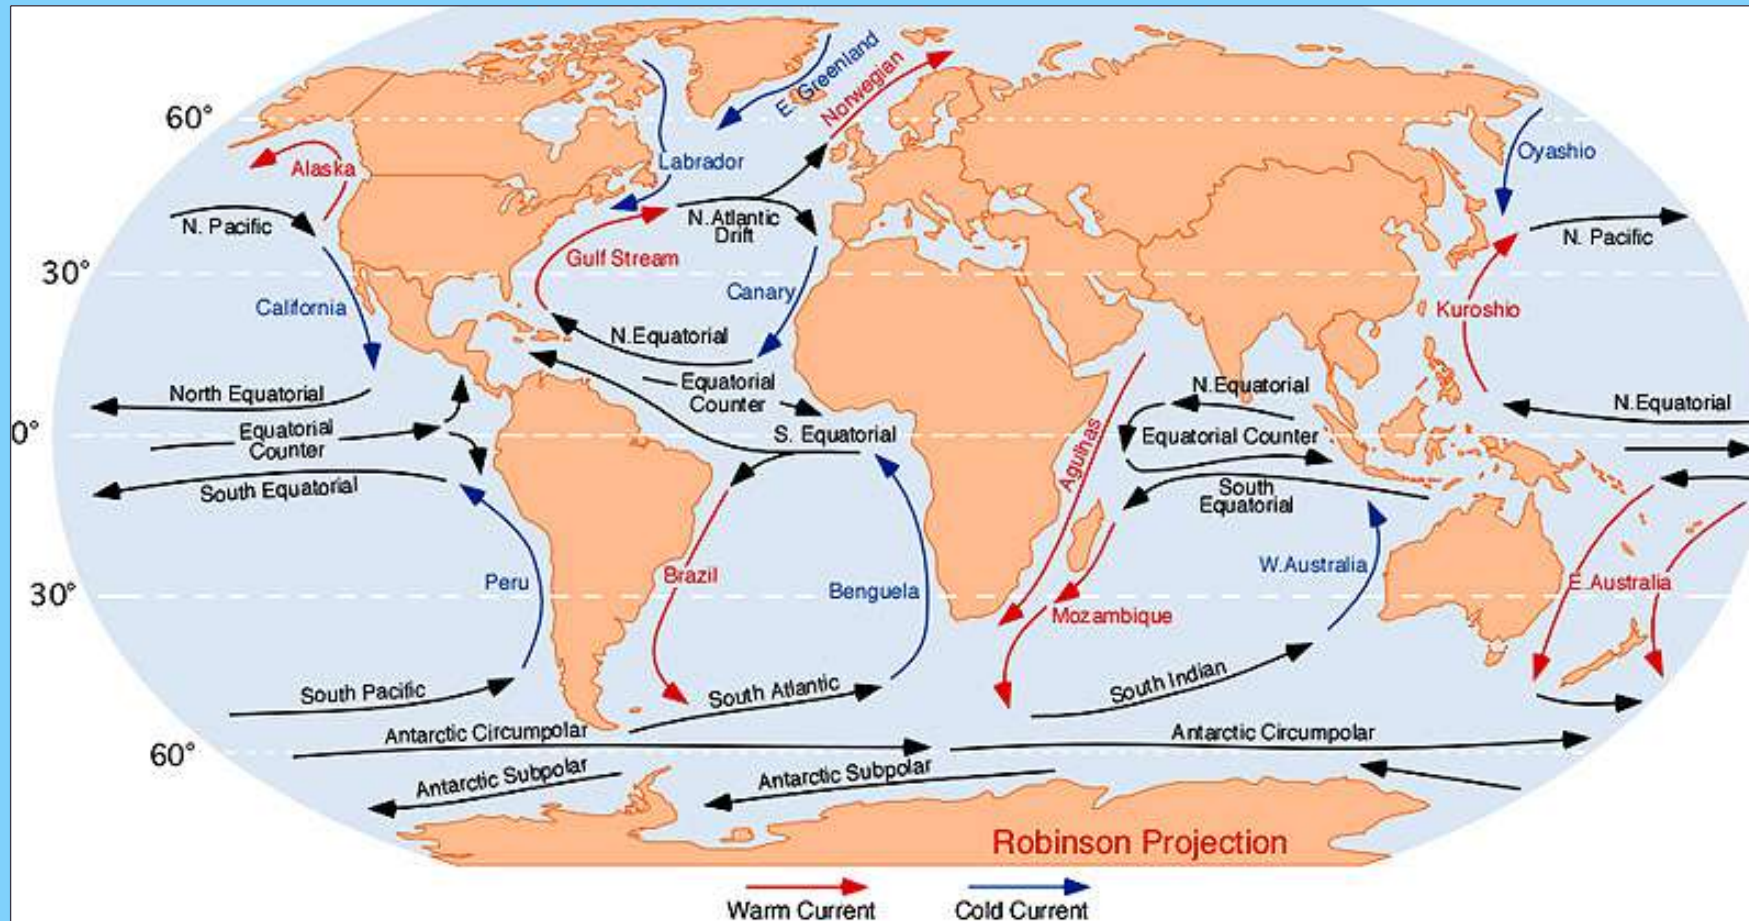 E. Greenland
Norwegian
60°
Alaska
Labrador
Oyashio
N. Pacific
N.Atlantic
Drift
N. Pacific
Gulf Stream
30°
California
Canary
Kuroshio
N.Equatorial
North Equatorial
Equatorial
Counter
N.Equatorial
N.Equatorial
0°
Equatorial
Counter
S. Equatorial
Agulhas
Equatorial Counter
South Equatorial
South
Equatorial
Peru
Brazil
Benguela
W.Australia
E.Australia
30°
Mozambique
South Pacific
South Atlantic
South Indian
Antarctic Circumpolar
Antarctic Circumpolar
60°
Antarctic Subpolar
Antarctic Subpolar
Robinson Projection
Warm Current
Cold Current